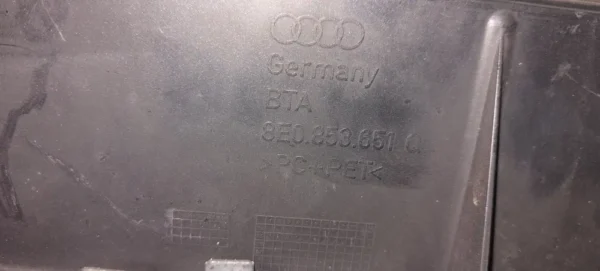 Germany
BTA
8E0.853.651
>PC+PET<